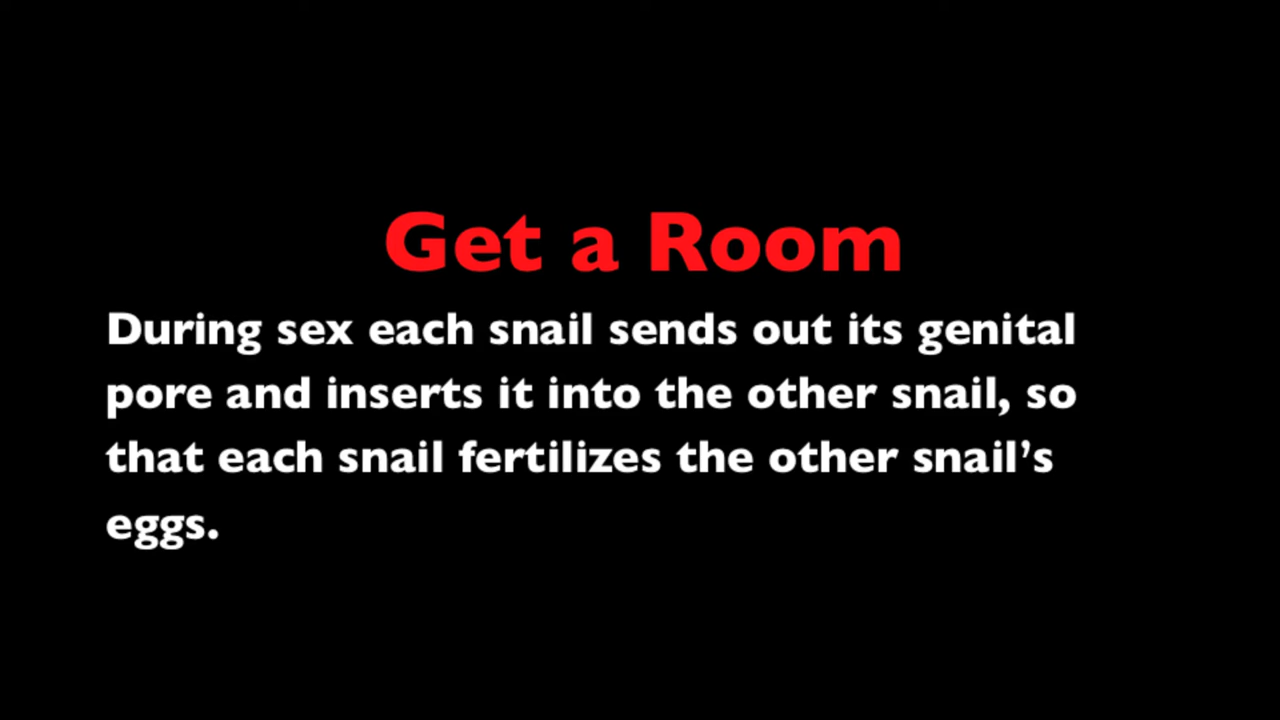 Get a Room
During sex each snail sends out its genital
pore and inserts it into the other snail, so
that each snail fertilizes the other snail’s
eggs.